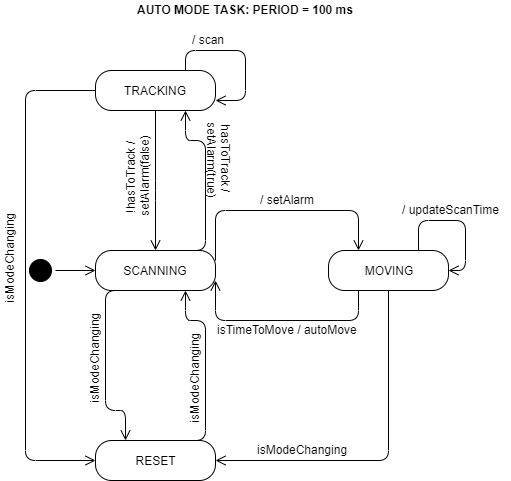 AUTO MODE TASK: PERIOD = 100 ms
/ scan
TRACKING
!hasToTrack /
setAlarm(false)
hasToTrack /
setAlarm(true)
/ setAlarm
/ updateScanTime
isModeChanging
SCANNING
MOVING
isTimeToMove / autoMove
isModeChanging
isModeChanging
isModeChanging
RESET